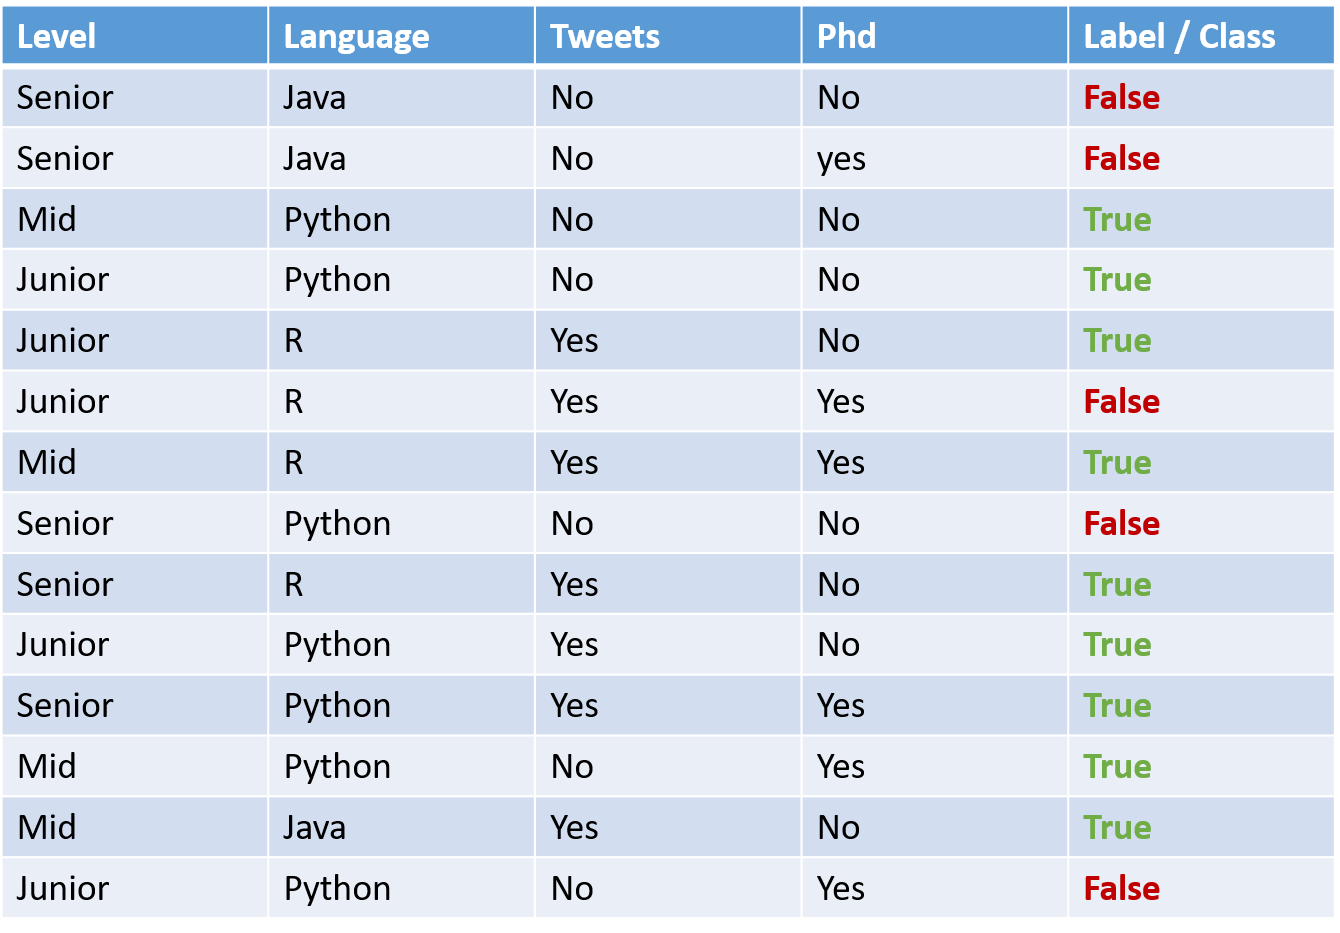 Level Language Tweets Phd Label / Class
Senior Java No No False
Senior Java No yes False
Mid Python No No True
Junior Python No No True
Junior R Yes No True
Junior R Yes Yes False
Mid R Yes Yes True
Senior Python No No False
Senior R Yes No True
Junior Python Yes No True
Senior Python Yes Yes True
Mid Python No Yes True
Mid Java Yes No True
Junior Python No Yes False